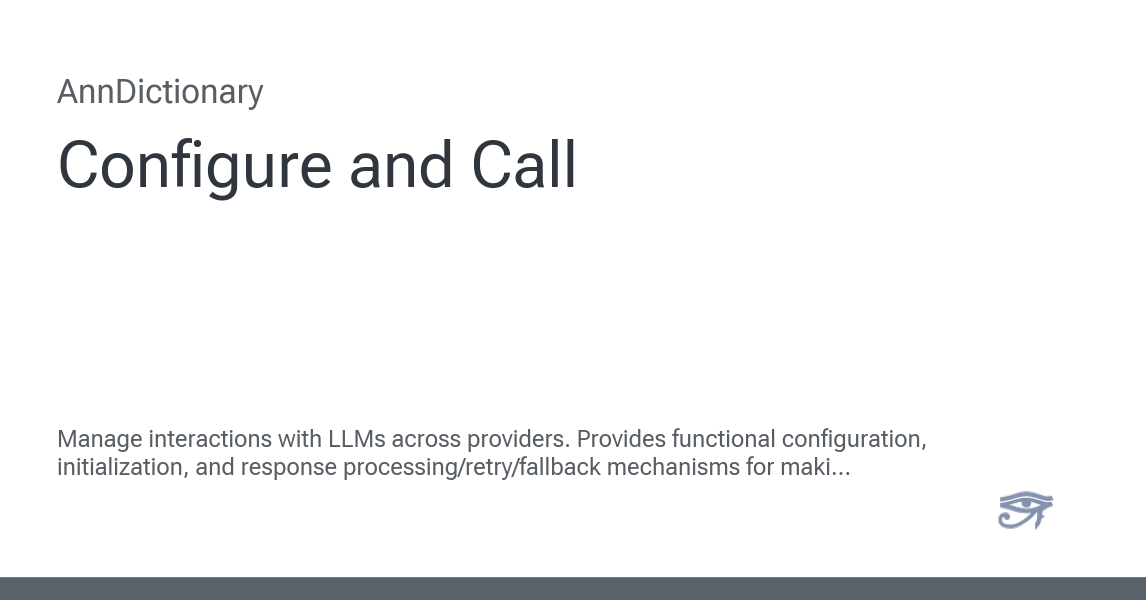 AnnDictionary
Configure and Call
Manage interactions with LLMs across providers. Provides functional configuration,
initialization, and response processing/retry/fallback mechanisms for maki...